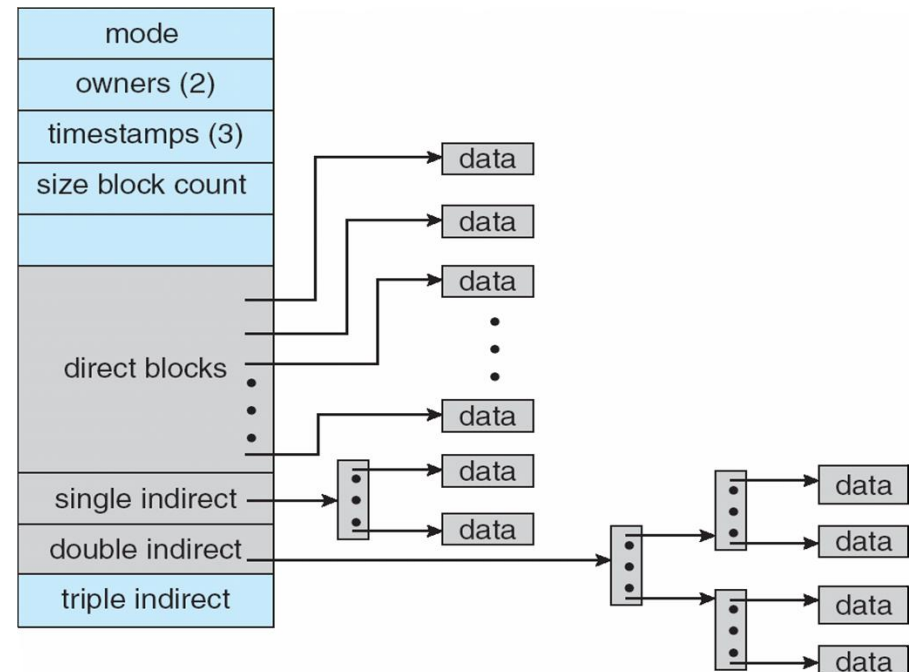 mode
owners (2)
timestamps (3)
size block count
data
data
data
direct blocks
data
single indirect
data
data
double indirect
triple indirect
data
data
data
data